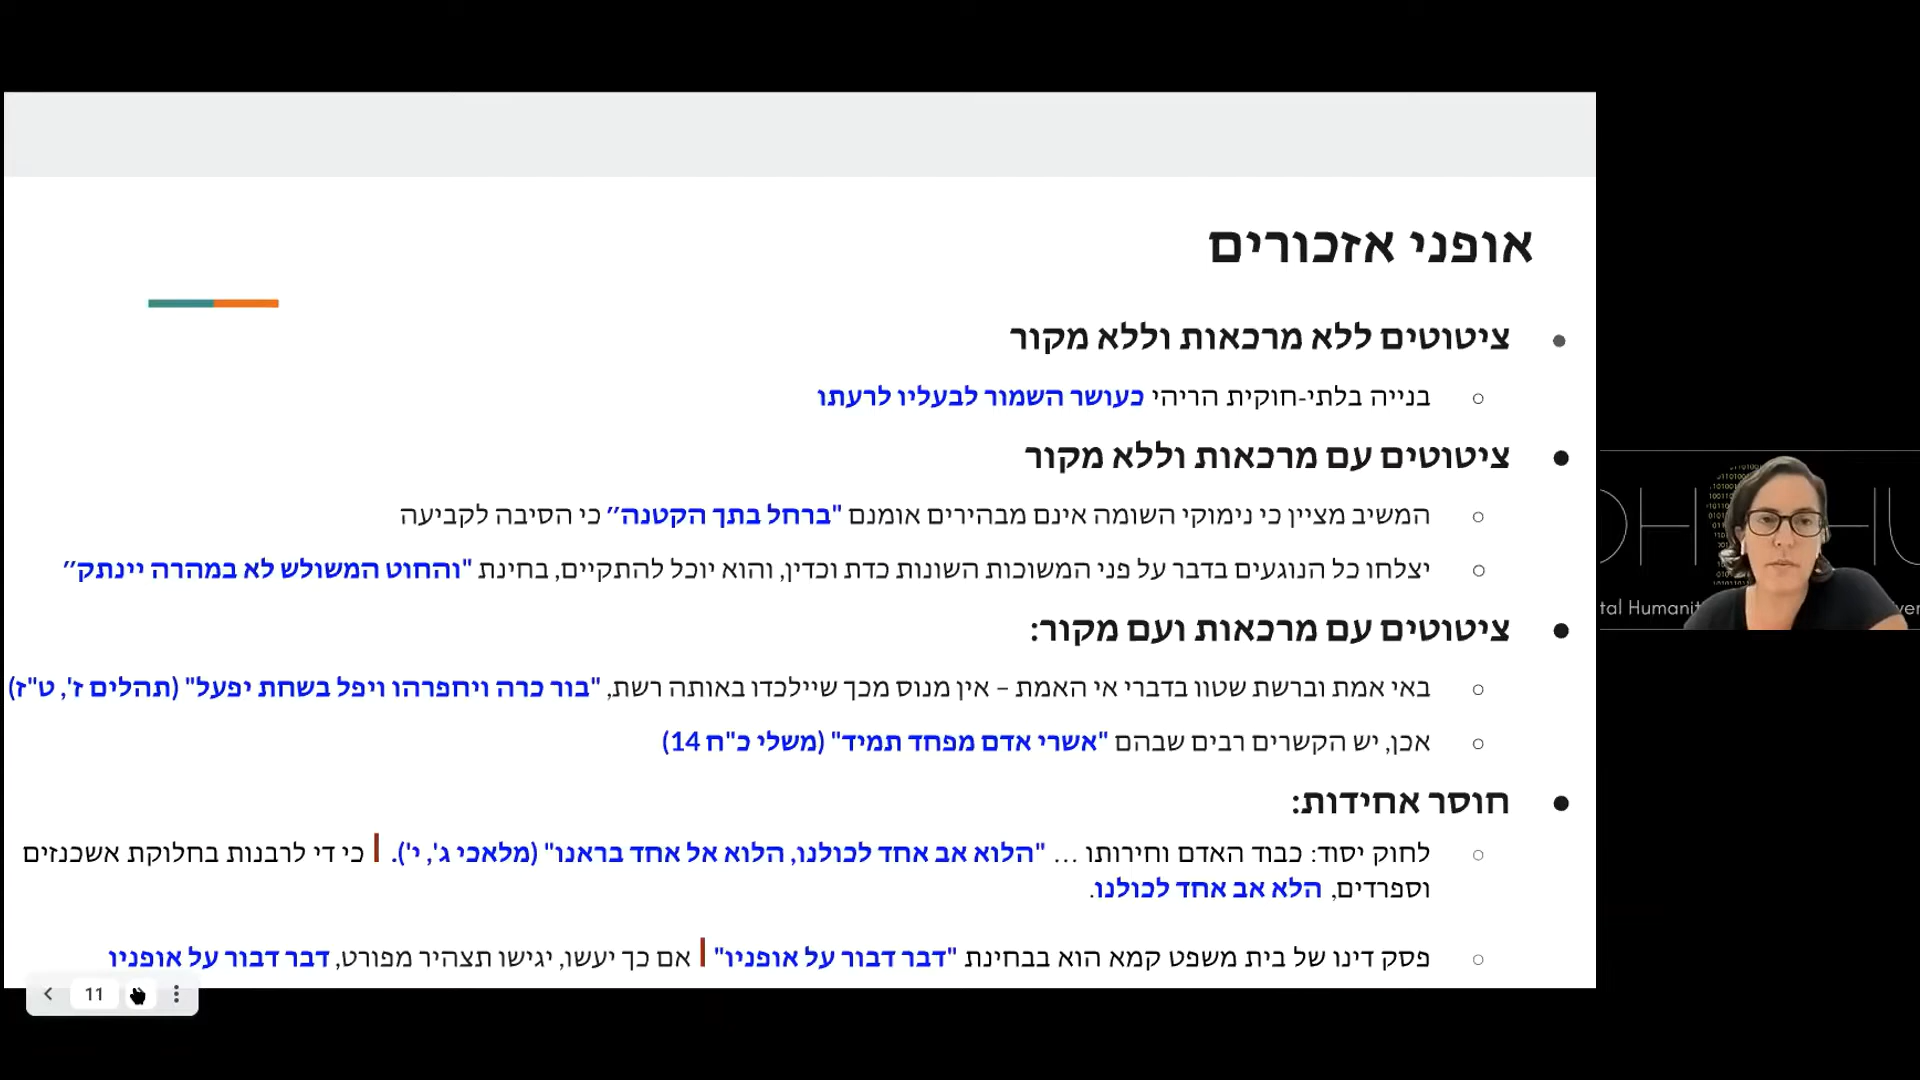 אופני אזכורים
ציטוטים ללא מרכאות וללא מקור
בנייה בלתי-חוקית הריהי כעושר השמור לבעליו לרעתו
ציטוטים עם מרכאות וללא מקור
המשיב מציין כי נימוקי השומה אינם מבהירים אומנם "ברחל בתך הקטנה״ כי הסיבה לקביעה
יצלחו כל הנוגעים בדבר על פני המשוכות השונות כדת וכדין, והוא יוכל להתקיים, בחינת "והחוט המשולש לא במהרה יינתק״
ציטוטים עם מרכאות ועם מקור:
באי אמת וברשת שטוו בדברי אי האמת – אין מנוס מכך שיילכדו באותה רשת, "בור כרה ויחפרהו ויפל בשחת יפעל" (תהלים ז', ט"ז)
אכן, יש הקשרים רבים שבהם "אשרי אדם מפחד תמיד" (משלי כ"ח 14)
חוסר אחידות:
לחוק יסוד: כבוד האדם וחירותו ... "הלוא אב אחד לכולנו, הלוא אל אחד בראנו" (מלאכי ג', י'). | כי די לרבנות בחלוקת אשכנזים
וספרדים, הלא אב אחד לכולנו.
פסק דינו של בית משפט קמא הוא בבחינת "דבר דבור על אופניו" | אם כך יעשו, יגישו תצהיר מפורט, דבר דבור על אופניו
11
tal Humanit